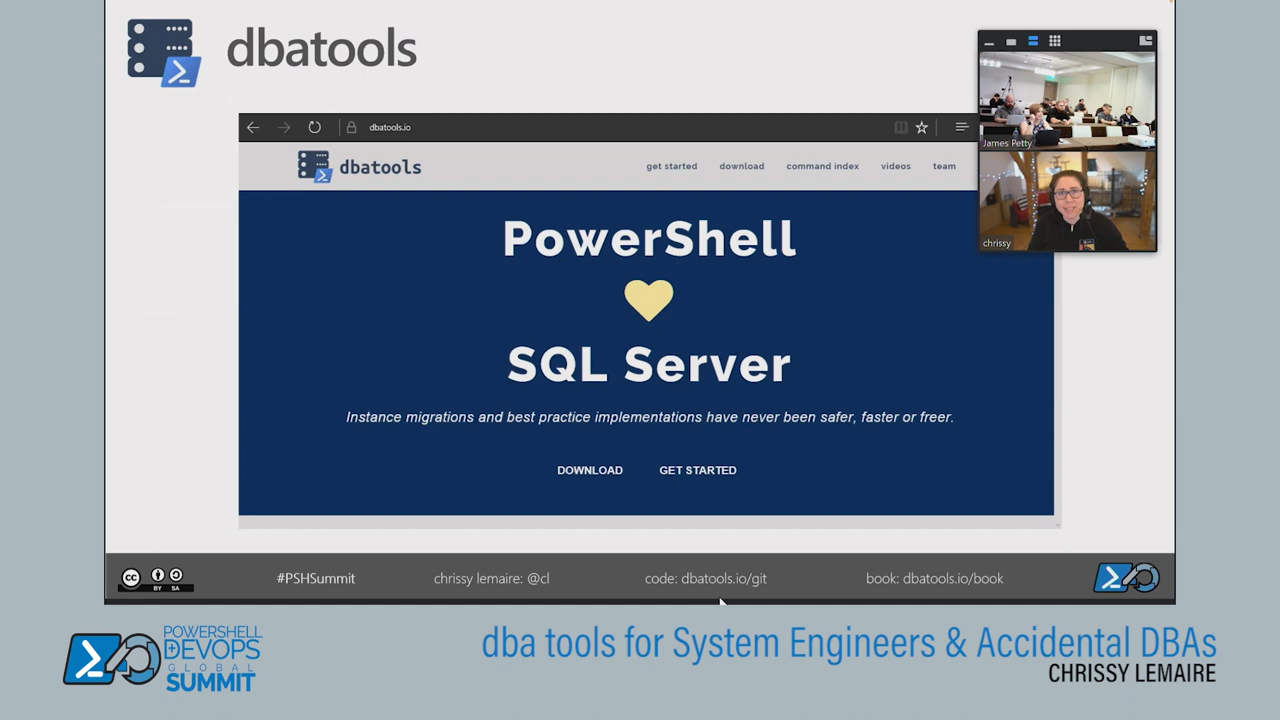 dbatools
dbatools.io
dbatools
get started
download
command index
videos
team
PowerShell
SQL Server
Instance migrations and best practice implementations have never been safer, faster or freer.
DOWNLOAD
GET STARTED
James Petty
chrissy
cc
BY SA
#PSHSummit
chrissy lemaire: @cl
code: dbatools.io/git
book: dbatools.io/book
POWERSHELL
+DEVOPS
GLOBAL
SUMMIT
dba tools for System Engineers & Accidental DBAs
CHRISSY LEMAIRE